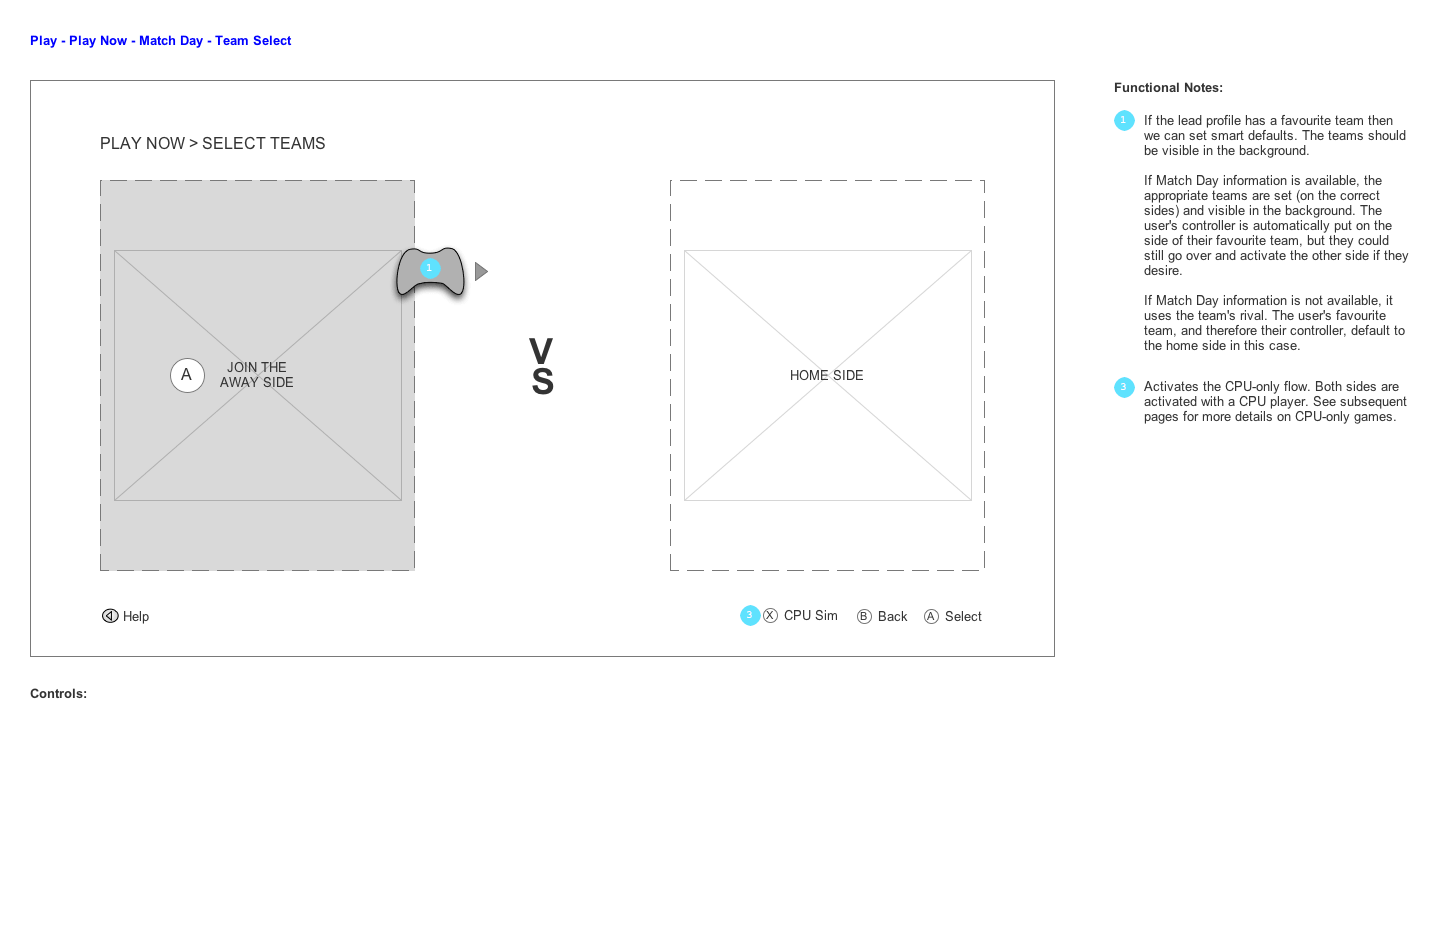 Play - Play Now - Match Day - Team Select
PLAY NOW > SELECT TEAMS
1
A
JOIN THE
AWAY SIDE
V
S
HOME SIDE
Help
3 X CPU Sim B Back A Select
Controls:
Functional Notes:
1 If the lead profile has a favourite team then
we can set smart defaults. The teams should
be visible in the background.
If Match Day information is available, the
appropriate teams are set (on the correct
sides) and visible in the background. The
user's controller is automatically put on the
side of their favourite team, but they could
still go over and activate the other side if they
desire.
If Match Day information is not available, it
uses the team's rival. The user's favourite
team, and therefore their controller, default to
the home side in this case.
3 Activates the CPU-only flow. Both sides are
activated with a CPU player. See subsequent
pages for more details on CPU-only games.